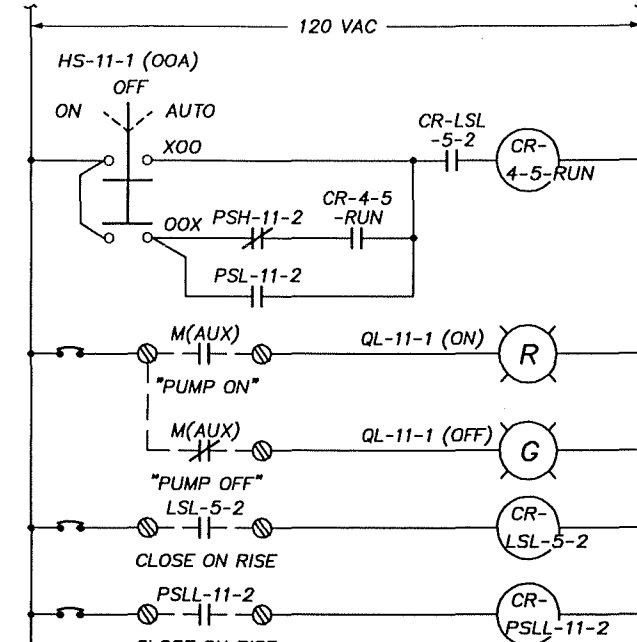 120 VAC
HS-11-1 (OOA)
OFF
ON AUTO
XOO
CR-LSL
-5-2
CR-
4-5-RUN
OOX
PSH-11-2
CR-4-5
-RUN
PSL-11-2
M(AUX)
QL-11-1 (ON)
R
"PUMP ON"
M(AUX)
QL-11-1 (OFF)
G
"PUMP OFF"
LSL-5-2
CR-
LSL-5-2
CLOSE ON RISE
PSLL-11-2
CR-
PSLL-11-2
CLOSE ON RISE